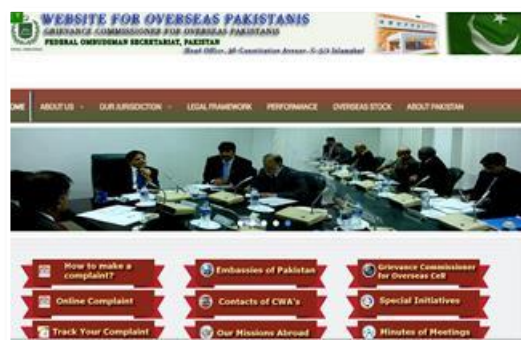 WEBSITE FOR OVERSEAS PAKISTANIS
GRIEVANCE COMMISSIONER FOR OVERSEAS PAKISTANIS
FEDERAL OMBUDSMAN SECRETARIAT, PAKISTAN
Head Office, 36-Constitution Avenue, G-5/2 Islamabad
OME ABOUT US OUR JURISDICTION LEGAL FRAMEWORK PERFORMANCE OVERSEAS STOCK ABOUT PAKISTAN
How to make a complaint? Embassies of Pakistan Grievance Commissioner for Overseas Cell
Online Complaint Contacts of CWA's Special Initiatives
Track Your Complaint Our Missions Abroad Minutes of Meetings